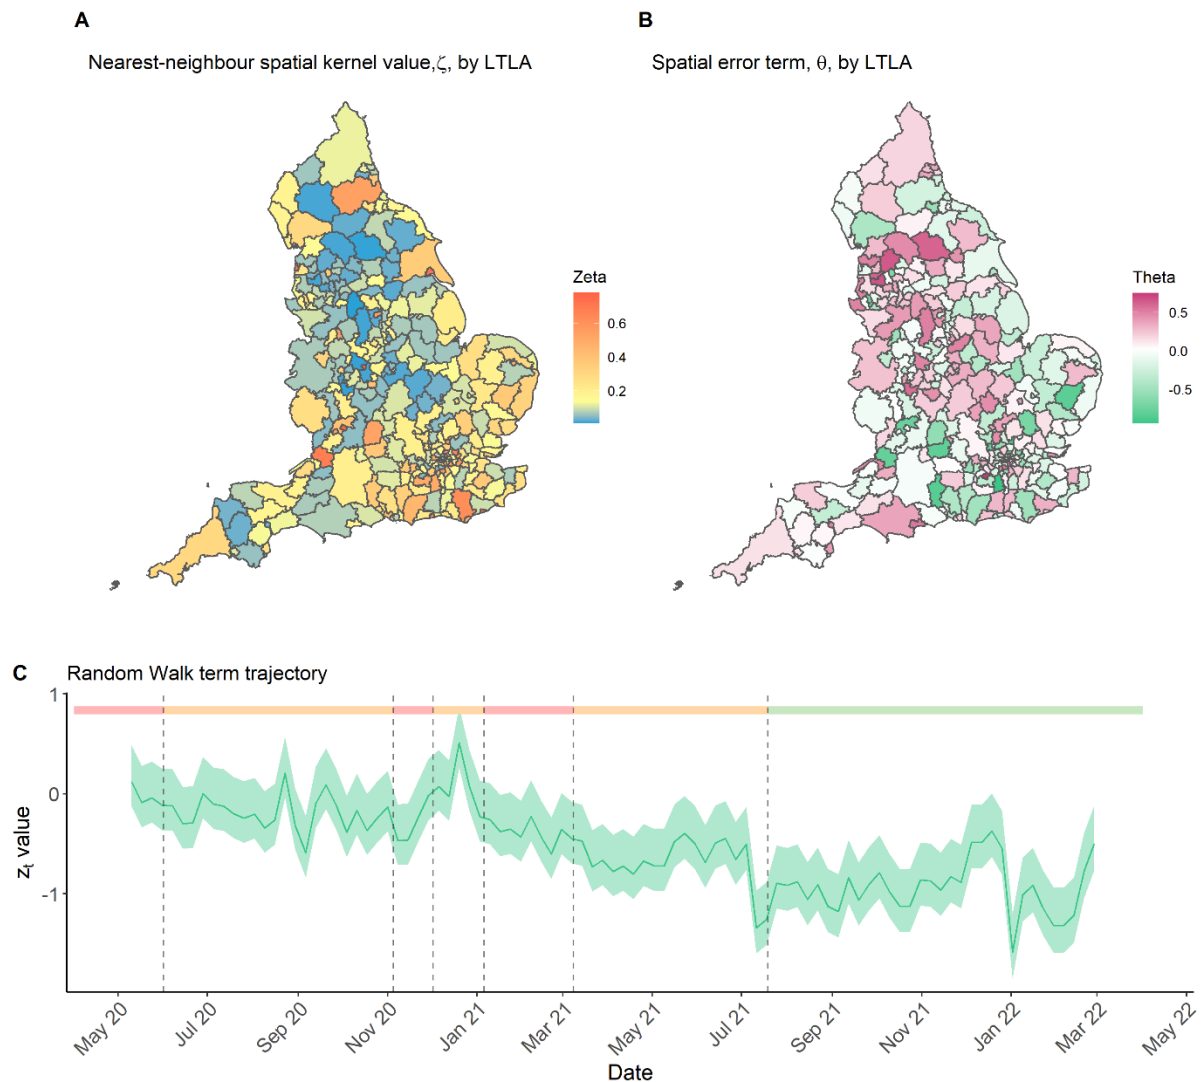 A
B
Nearest-neighbour spatial kernel value,ζ, by LTLA
Spatial error term, θ, by LTLA
Zeta
0.6
0.4
0.2
Theta
0.5
0.0
-0.5
C
Random Walk term trajectory
1
0
-1
zt value
May 20
Jul 20
Sep 20
Nov 20
Jan 21
Mar 21
May 21
Jul 21
Sep 21
Nov 21
Jan 22
Mar 22
May 22
Date